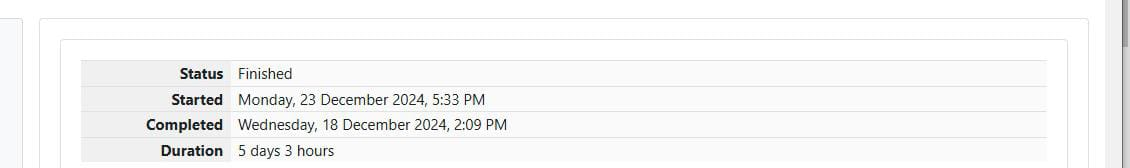 Status Finished
Started Monday, 23 December 2024, 5:33 PM
Completed Wednesday, 18 December 2024, 2:09 PM
Duration 5 days 3 hours